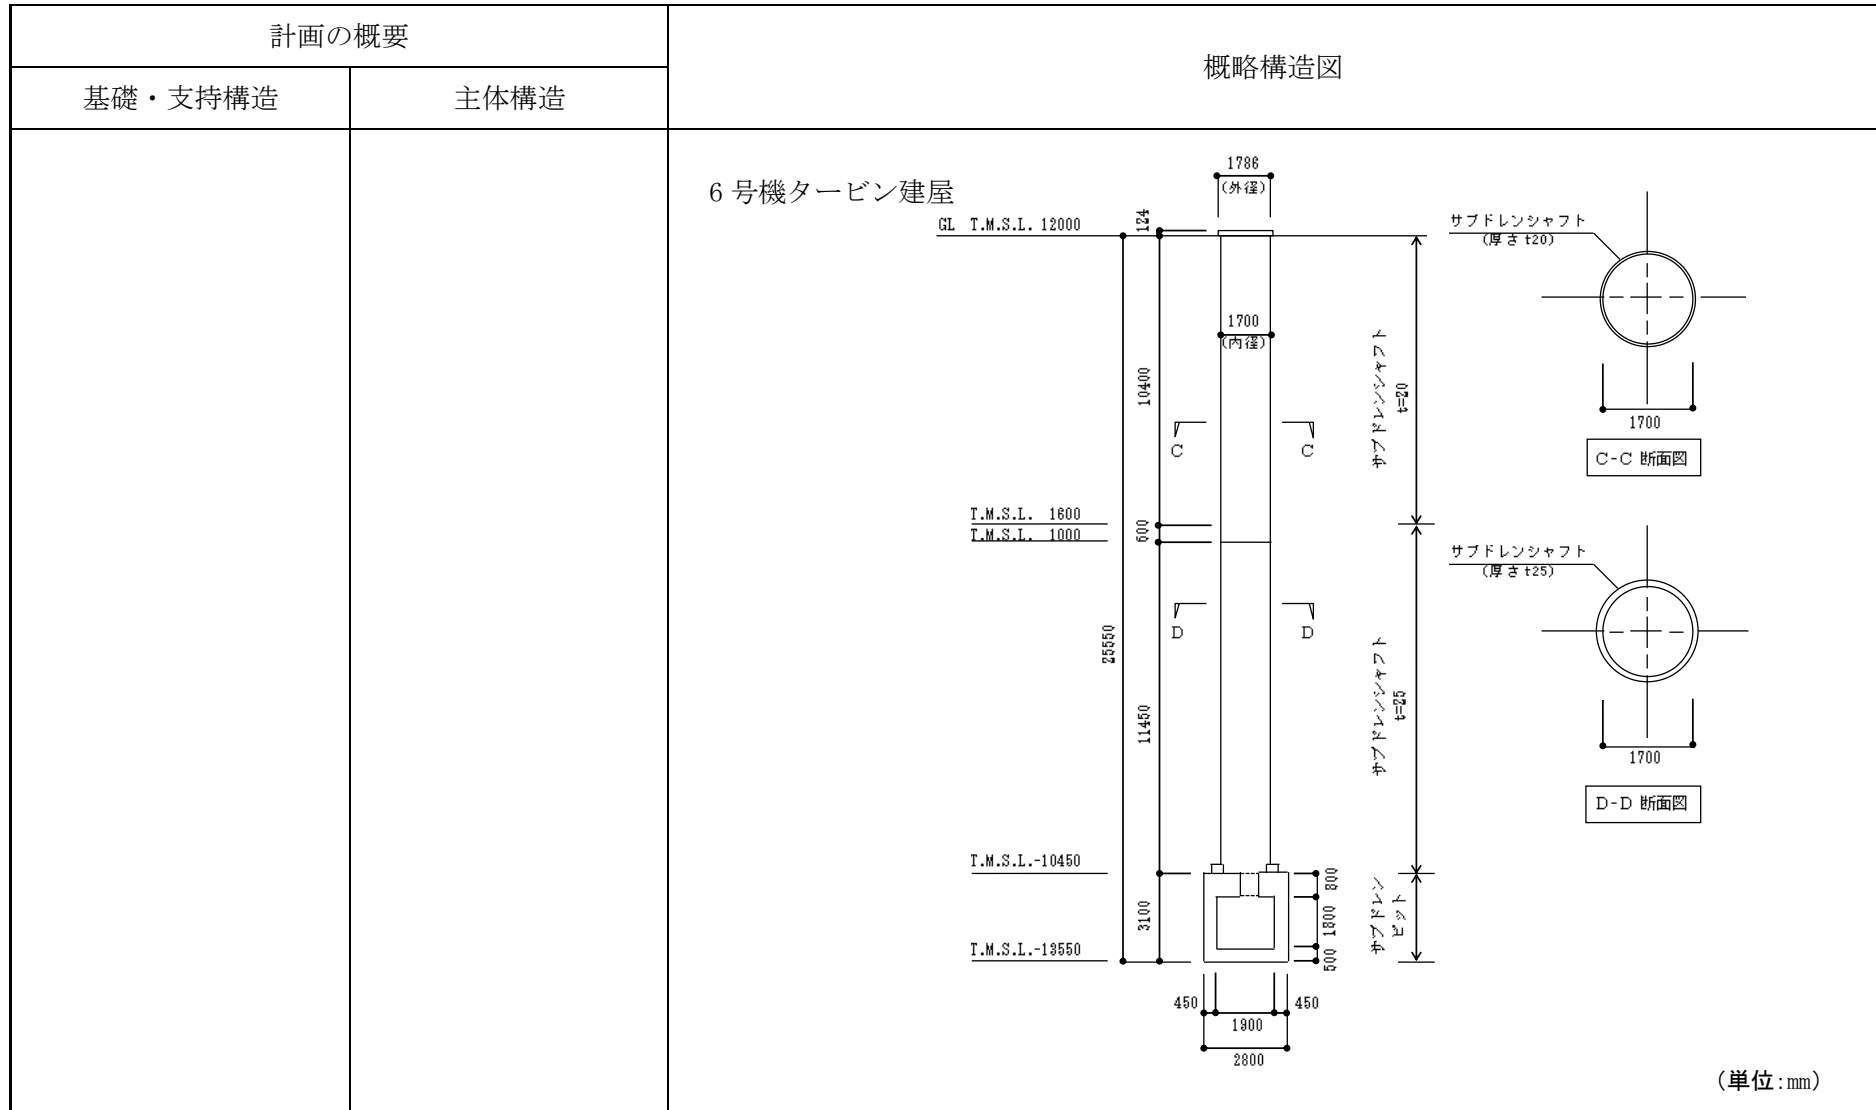 計画の概要
概略構造図
基礎・支持構造
主体構造
6号機タービン建屋
1786
(外径)
124
GL T.M.S.L. 12000
サブドレンシャフト
(厚さ t20)
1700
(内径)
10400
サブドレンシャフト
t=20
1700
C
C
C-C 断面図
T.M.S.L. 1600
T.M.S.L. 1000
600
サブドレンシャフト
(厚さ t25)
D
D
25550
11450
サブドレンシャフト
t=25
1700
D-D 断面図
T.M.S.L.-10450
800
3100
1800
サブドレン
ピット
T.M.S.L.-13550
500
450
450
1900
2800
(単位:mm)